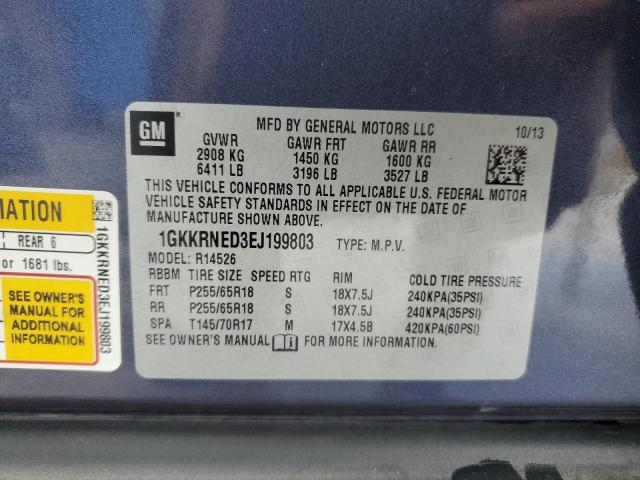 GM
®
MFD BY GENERAL MOTORS LLC 10/13
GVWR GAWR FRT GAWR RR
2908 KG 1450 KG 1600 KG
6411 LB 3196 LB 3527 LB
THIS VEHICLE CONFORMS TO ALL APPLICABLE U.S. FEDERAL MOTOR
VEHICLE SAFETY STANDARDS IN EFFECT ON THE DATE OF
MANUFACTURE SHOWN ABOVE.
1GKKRNED3EJ199803 TYPE: M.P.V.
MODEL: R14526
RBBM TIRE SIZE SPEED RTG RIM COLD TIRE PRESSURE
FRT P255/65R18 S 18X7.5J 240KPA(35PSI)
RR P255/65R18 S 18X7.5J 240KPA(35PSI)
SPA T145/70R17 M 17X4.5B 420KPA(60PSI)
SEE OWNER'S MANUAL i FOR MORE INFORMATION.
MATION
REAR 6
or 1681 lbs.
SEE OWNER'S
MANUAL FOR
ADDITIONAL
INFORMATION
1GKKRNED3EJ199803